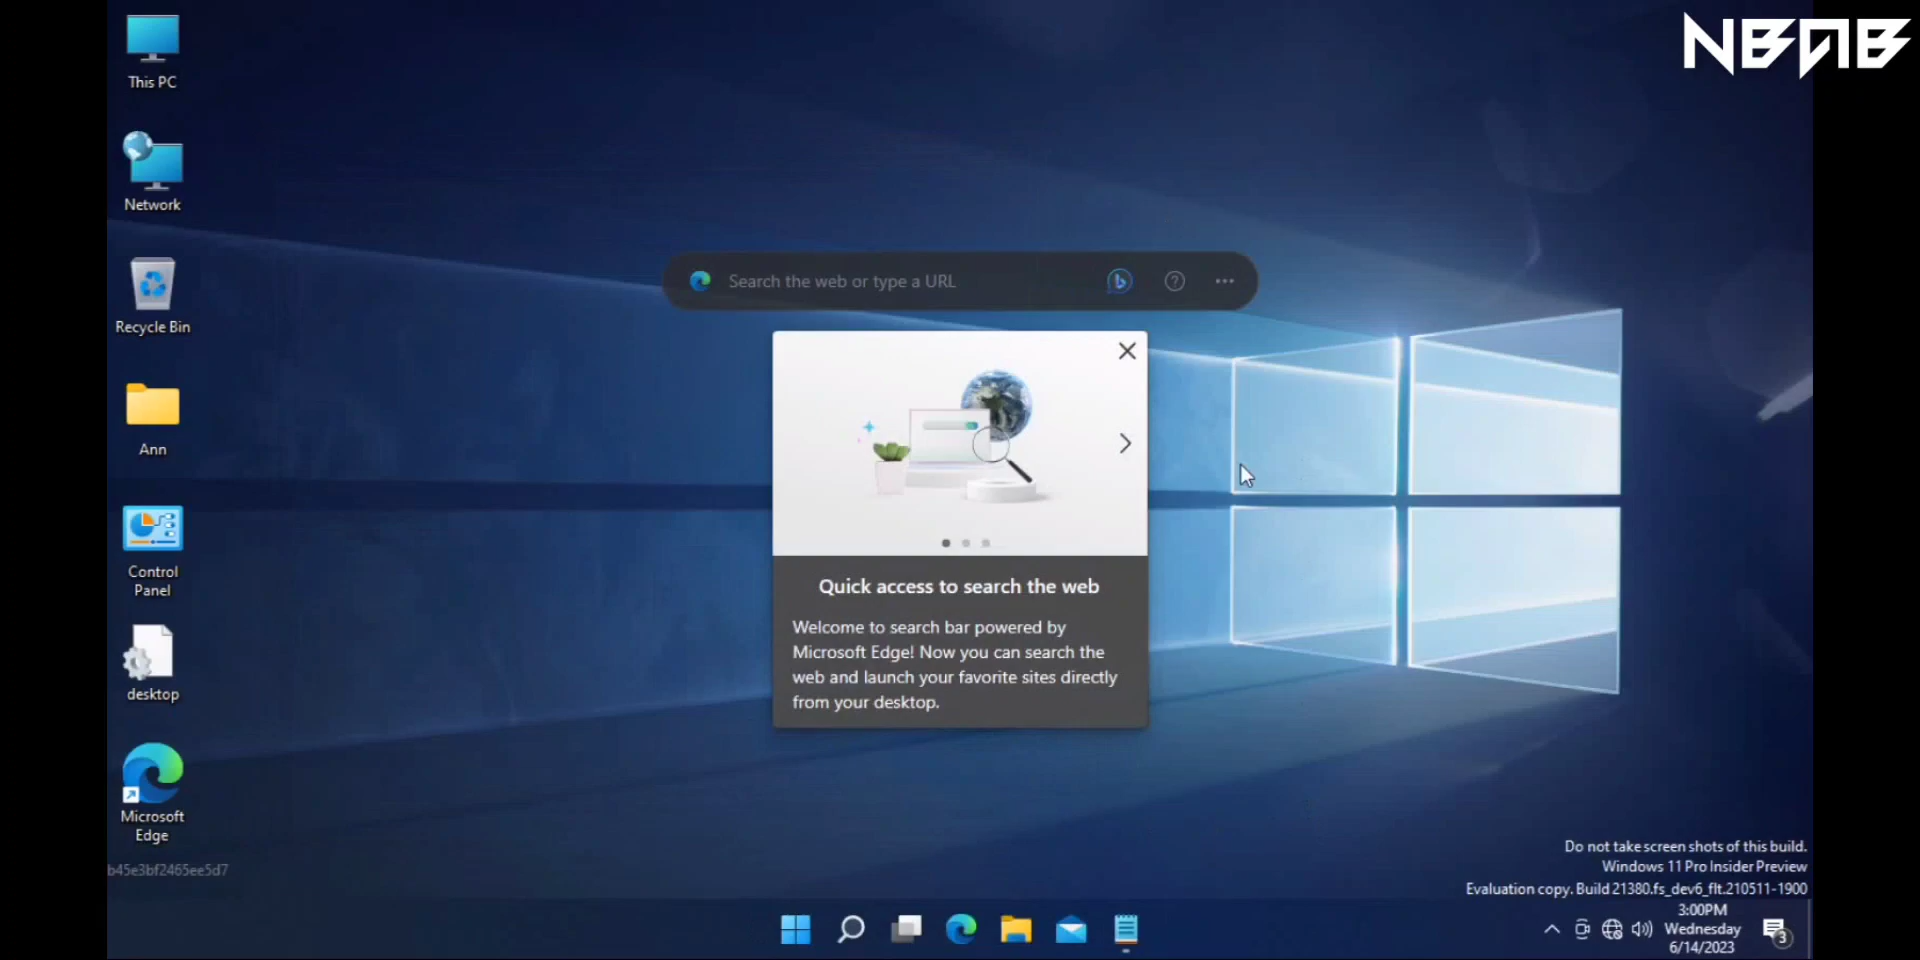 NBAB
This PC
Network
Recycle Bin
Ann
Control
Panel
desktop
Microsoft
Edge
b45e3bf2465ee5d7
Search the web or type a URL
Quick access to search the web
Welcome to search bar powered by
Microsoft Edge! Now you can search the
web and launch your favorite sites directly
from your desktop.
Do not take screen shots of this build.
Windows 11 Pro Insider Preview
Evaluation copy. Build 21380.fs_dev6_flt.210511-1900
3:00PM
Wednesday
6/14/2023
3